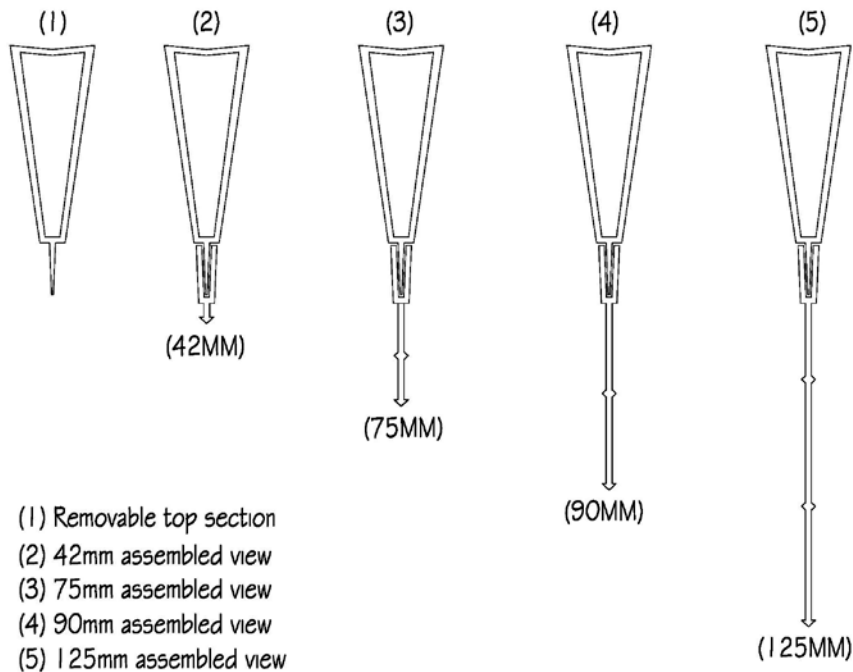 (1) (2) (3) (4) (5)
(42MM)
(75MM)
(90MM)
(125MM)
(1) Removable top section
(2) 42mm assembled view
(3) 75mm assembled view
(4) 90mm assembled view
(5) 125mm assembled view